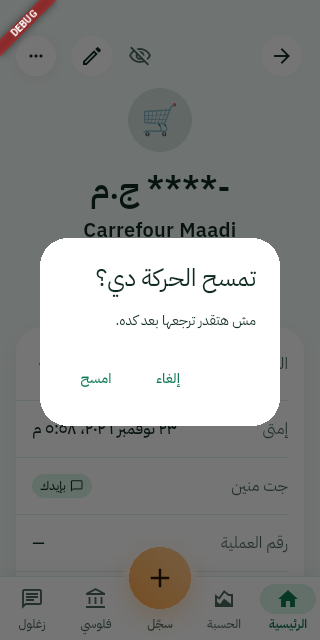 DEBUG
-**** ج.م
Carrefour Maadi
تمسح الحركة دي؟
مش هتقدر ترجعها بعد كده.
إلغاء
امسح
إمتى
٢٣ نوفمبر ٢٠٢١، ٥:٥٨ م
جت منين
بإيدك
رقم العملية
—
الرئيسية
الحسبة
سجّل
فلوسي
زغلول